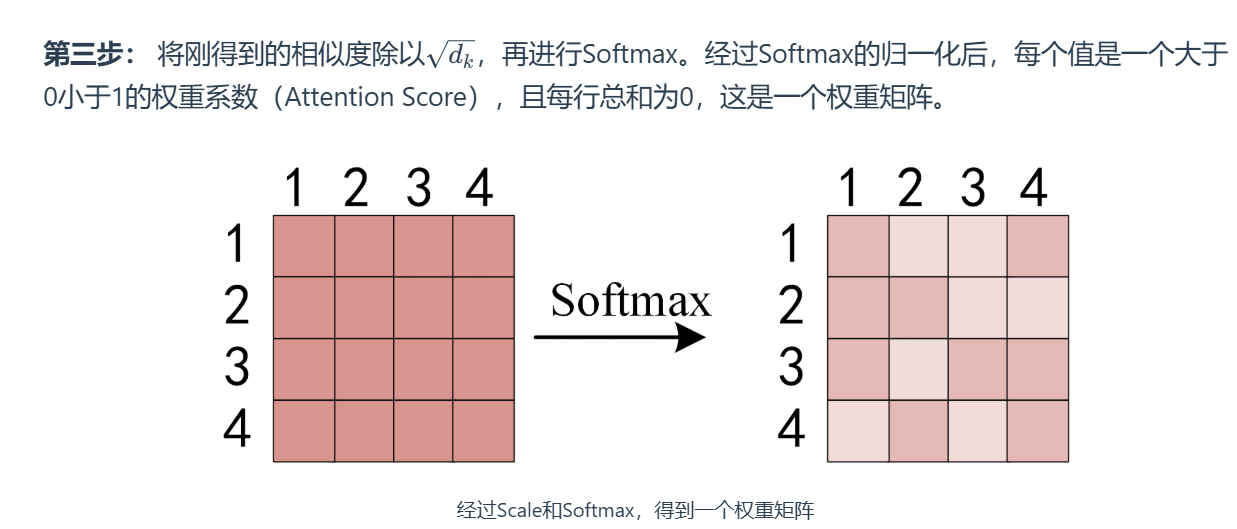 第三步： 将刚得到的相似度除以√dₖ，再进行Softmax。经过Softmax的归一化后，每个值是一个大于
0小于1的权重系数（Attention Score），且每行总和为0，这是一个权重矩阵。
1 2 3 4 1 2 3 4
1 1
2 Softmax 2
3 3
4 4
经过Scale和Softmax，得到一个权重矩阵